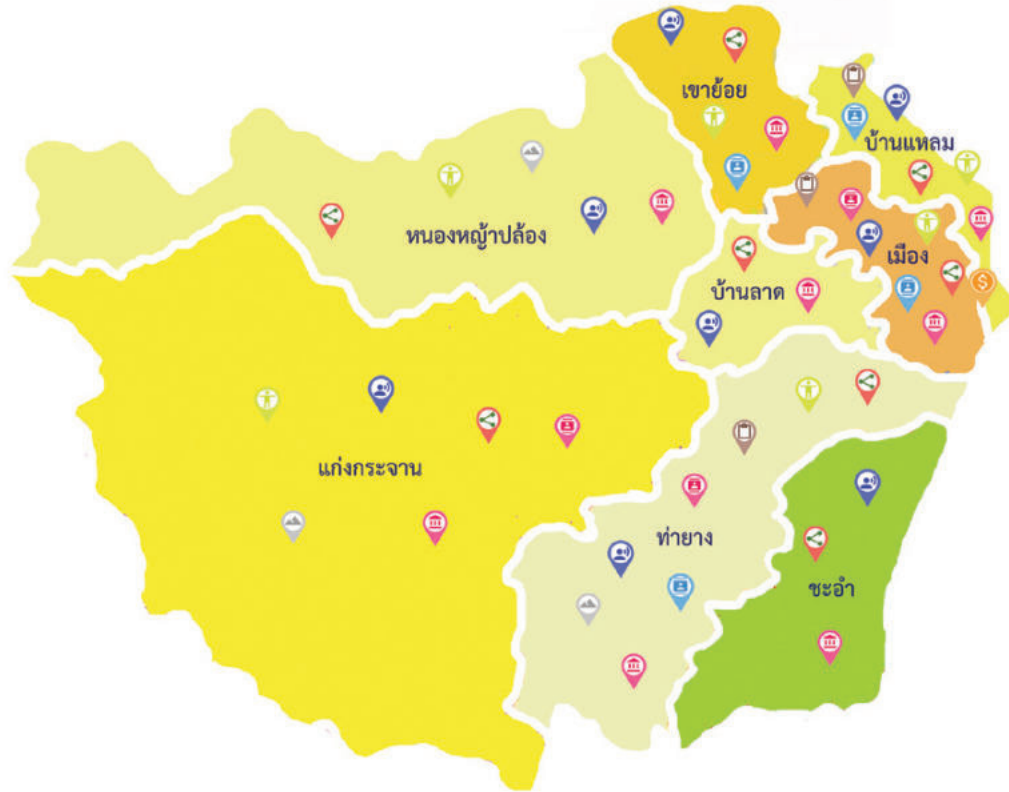 เขาย้อย
บ้านแหลม
หนองหญ้าปล้อง
เมือง
บ้านลาด
แก่งกระจาน
ท่ายาง
ชะอำ